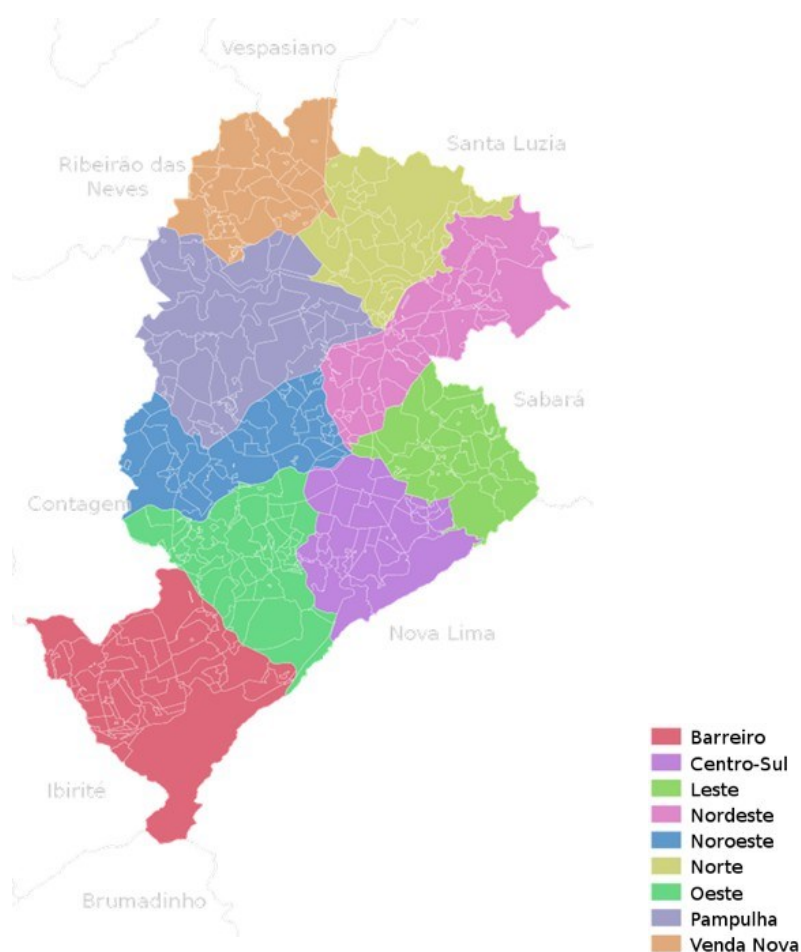 Vespasiano
Santa Luzia
Ribeirão das
Neves
Sabará
Contagem
Nova Lima
Ibirité
Brumadinho
Barreiro
Centro-Sul
Leste
Nordeste
Noroeste
Norte
Oeste
Pampulha
Venda Nova